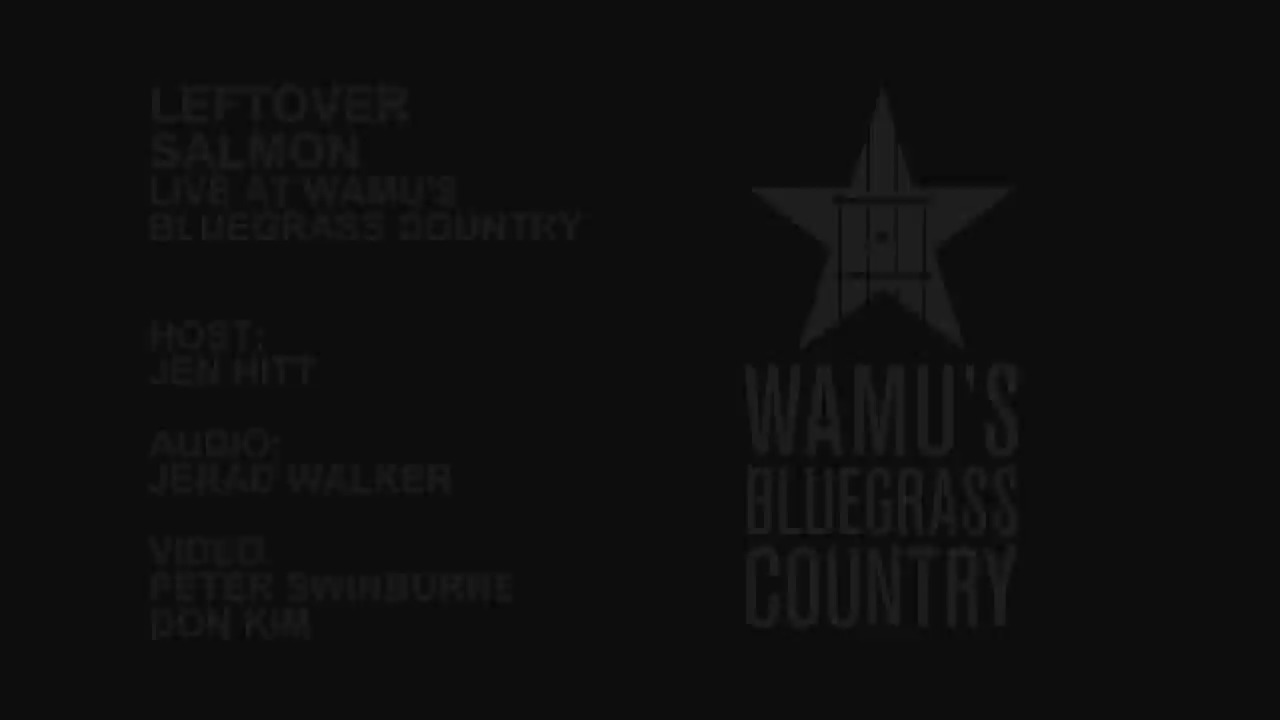 LEFTOVER
SALMON
LIVE AT WAMU'S
BLUEGRASS COUNTRY
HOST:
JEN HITT
AUDIO:
JERAD WALKER
VIDEO:
PETER SWINBURNE
DON KIM
WAMU'S
BLUEGRASS
COUNTRY